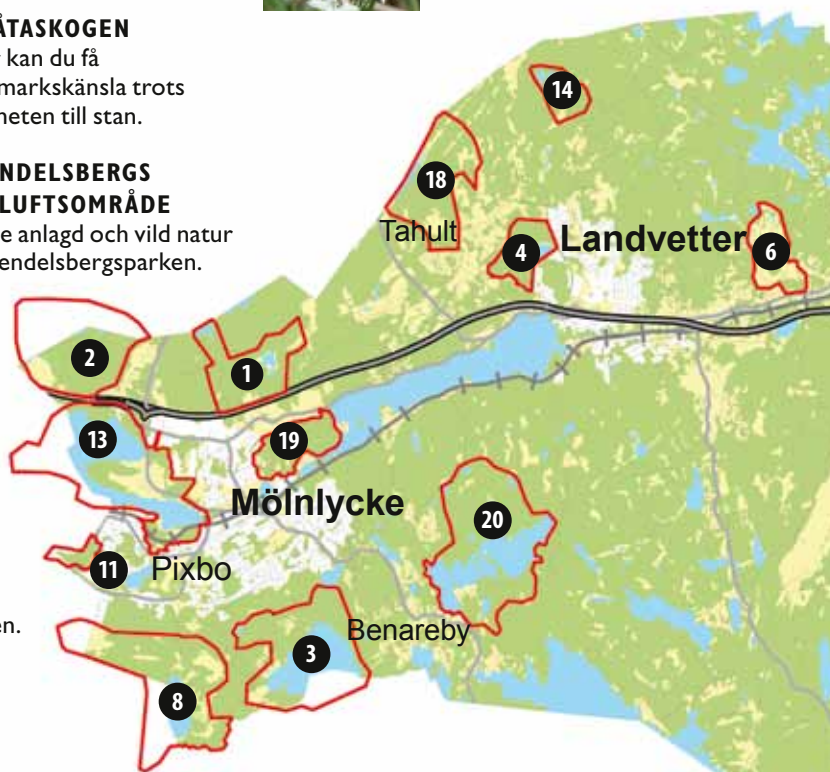 ÅTASKOGEN
kan du få
markskänsla trots
heten till stan.
NDELSBERGS
LUFTSOMRÅDE
e anlagd och vild natur
endelsbergsparken.
14
18
Tahult
4
Landvetter
6
2
1
13
19
Mölnlycke
20
11
Pixbo
en.
Benareby
3
8